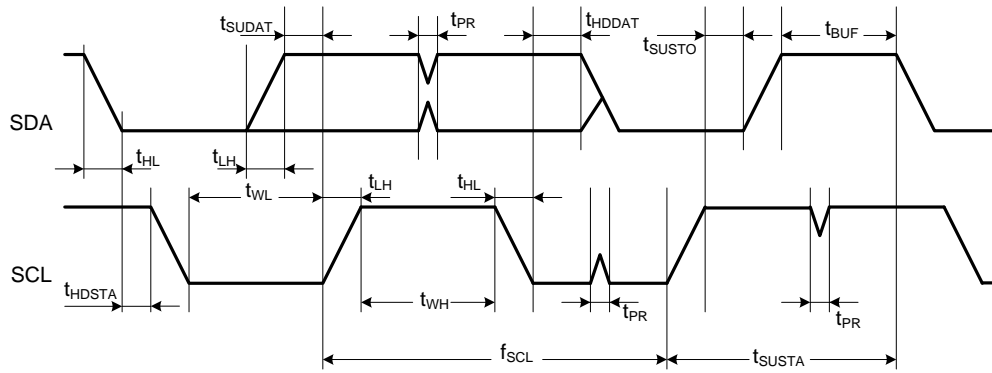 tSUDAT tPR tHDDAT tSUSTO tBUF
SDA
tHL tLH tWL tLH tHL
SCL
tHDSTA tWH tPR tPR
fSCL tSUSTA